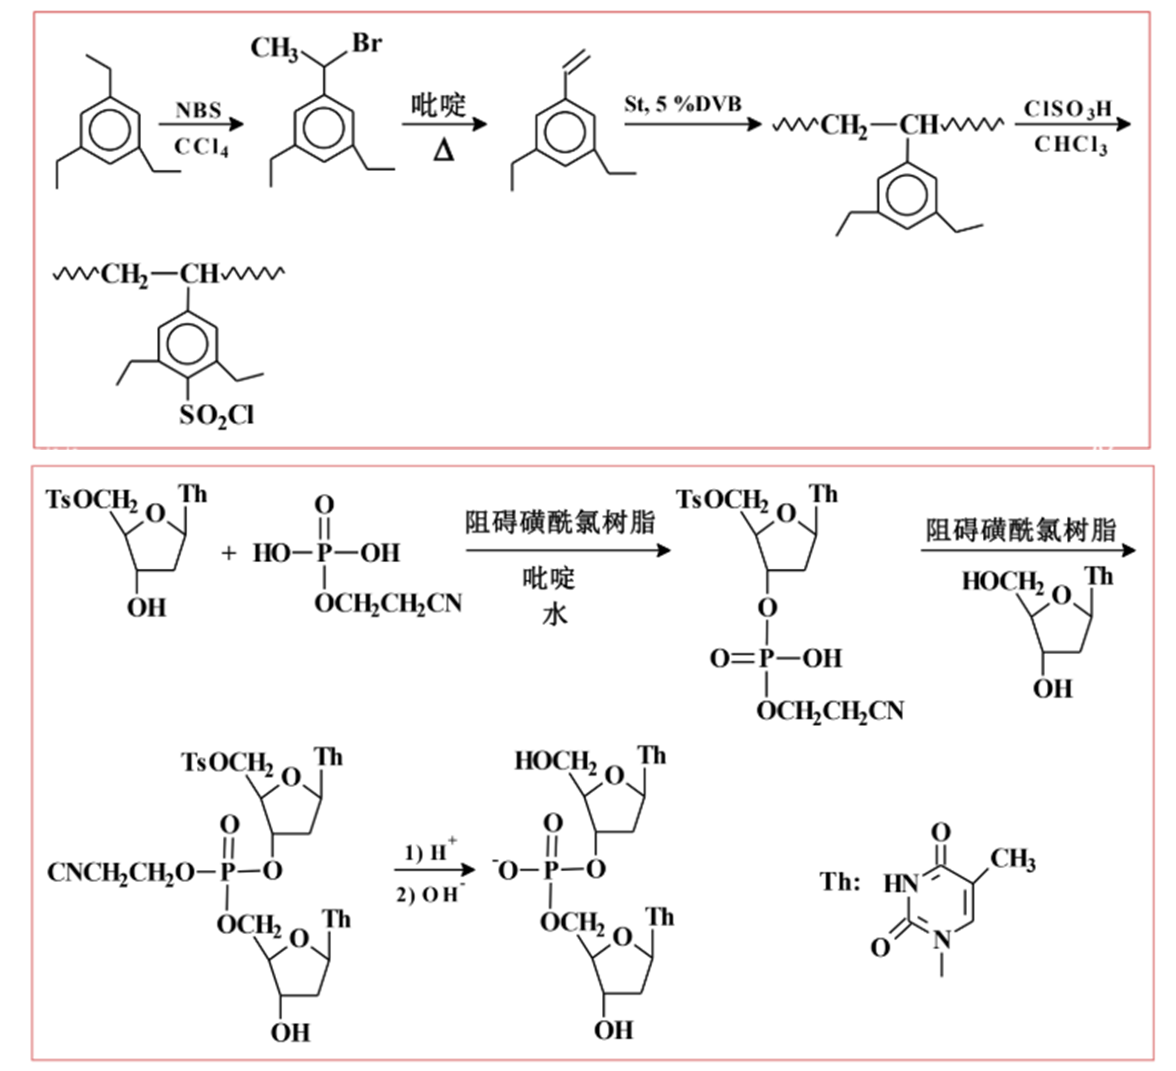 CH₃ Br
NBS
CCl₄
吡啶
Δ
St, 5 %DVB
CH₂—CH
ClSO₃H
CHCl₃
CH₂—CH
SO₂Cl
TsOCH₂ O Th
OH
+
O
HO—P—OH
OCH₂CH₂CN
阻碍磺酰氯树脂
吡啶
水
TsOCH₂ O Th
O
O=P—OH
OCH₂CH₂CN
阻碍磺酰氯树脂
HOCH₂ O Th
OH
TsOCH₂ O Th
O
CNCH₂CH₂O—P—O
OCH₂ O Th
OH
1) H⁺
2) OH⁻
HOCH₂ O Th
O
⁻O—P—O
OCH₂ O Th
OH
Th:
O
CH₃
HN
O
N